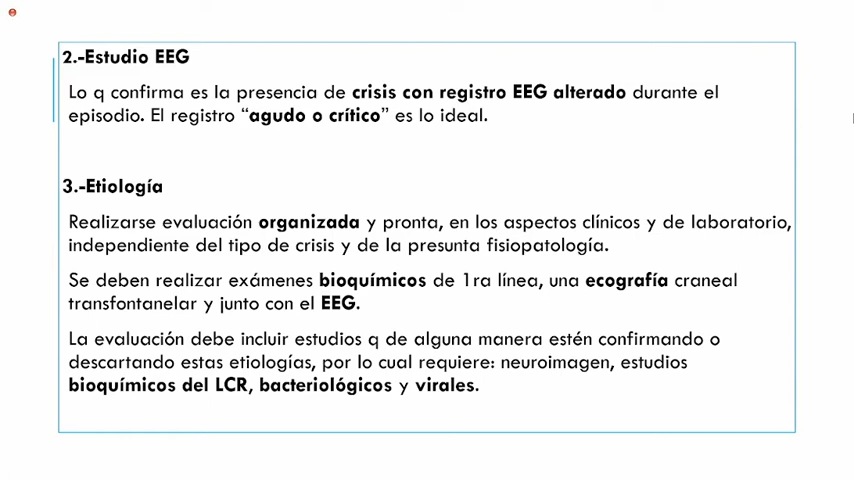 2.-Estudio EEG
Lo q confirma es la presencia de crisis con registro EEG alterado durante el
episodio. El registro “agudo o crítico” es lo ideal.
3.-Etiología
Realizarse evaluación organizada y pronta, en los aspectos clínicos y de laboratorio,
independiente del tipo de crisis y de la presunta fisiopatología.
Se deben realizar exámenes bioquímicos de 1ra línea, una ecografía craneal
transfontanelar y junto con el EEG.
La evaluación debe incluir estudios q de alguna manera estén confirmando o
descartando estas etiologías, por lo cual requiere: neuroimagen, estudios
bioquímicos del LCR, bacteriológicos y virales.